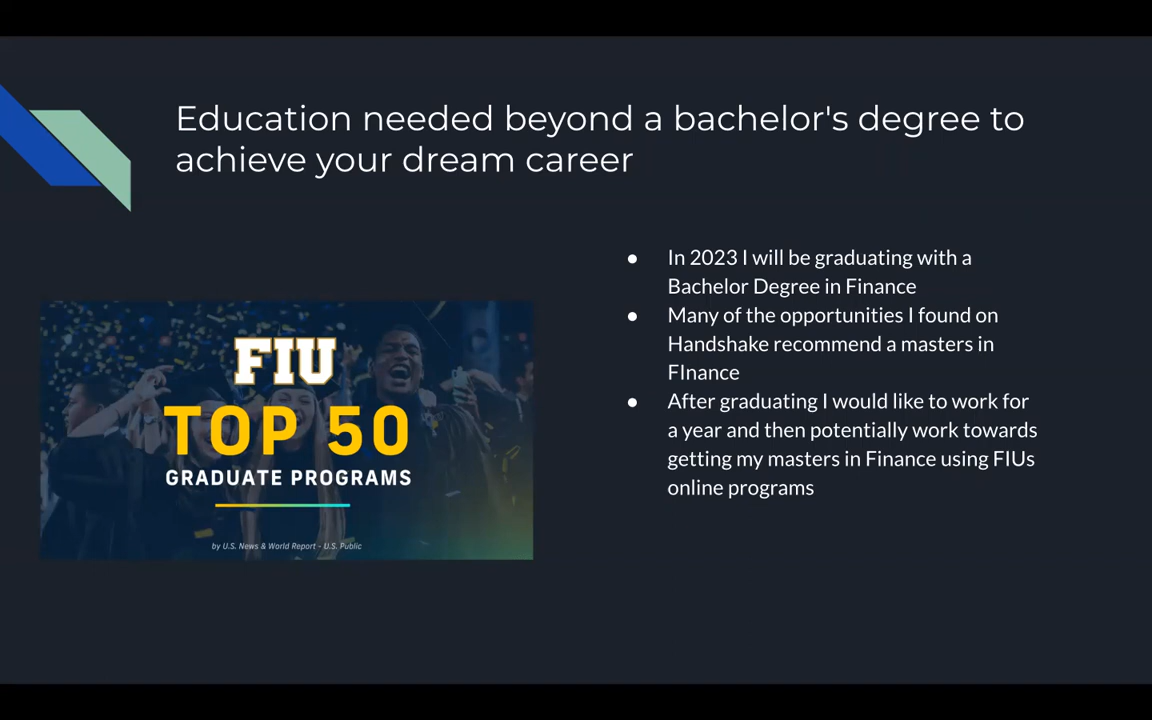 Education needed beyond a bachelor's degree to
achieve your dream career
FIU
TOP 50
GRADUATE PROGRAMS
by U.S. News & World Report - U.S. Public
● In 2023 I will be graduating with a
Bachelor Degree in Finance
● Many of the opportunities I found on
Handshake recommend a masters in
FInance
● After graduating I would like to work for
a year and then potentially work towards
getting my masters in Finance using FIUs
online programs